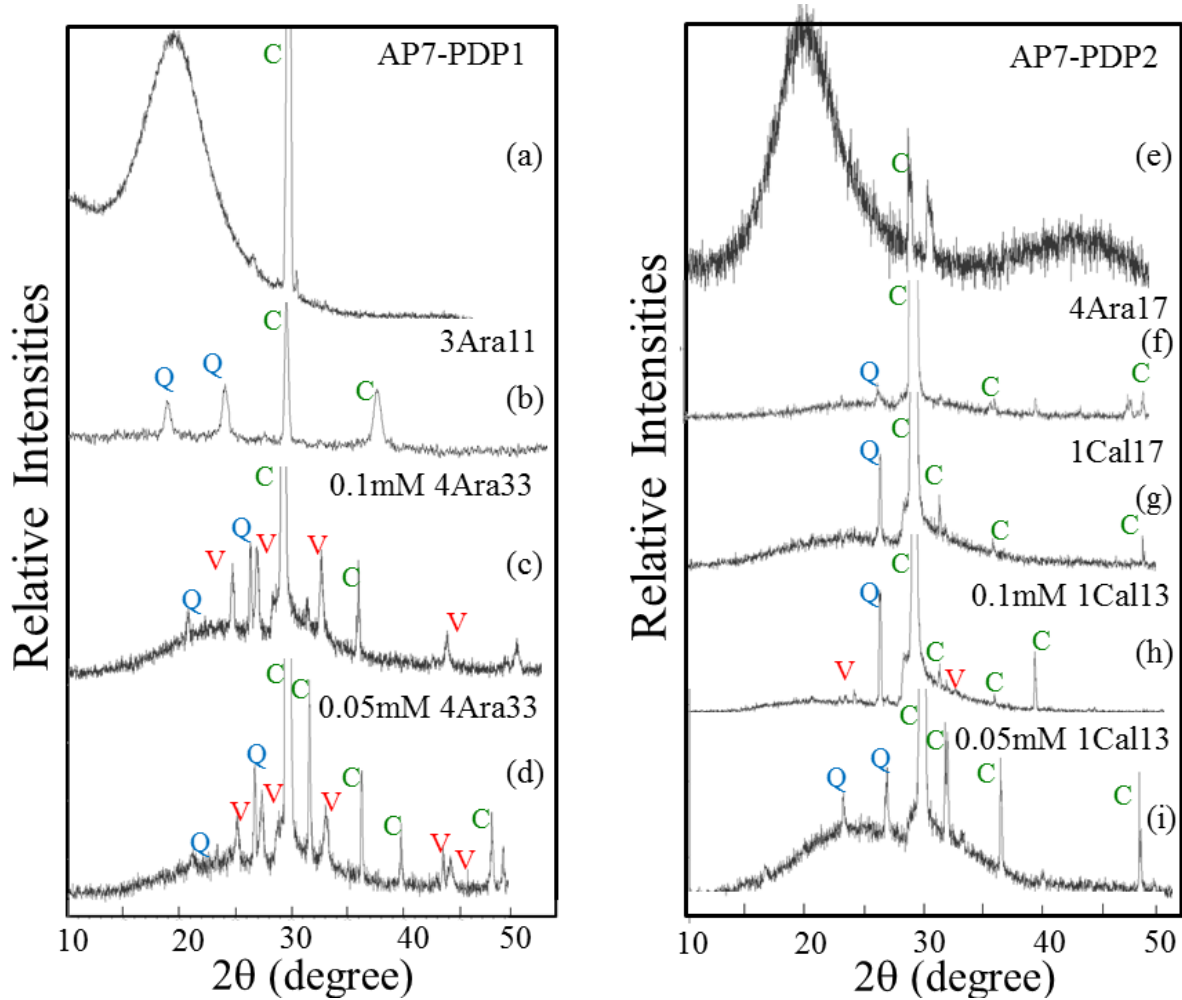 Relative Intensities
AP7-PDP1
C
(a)
3Ara11
C
Q Q C
(b)
0.1mM 4Ara33
C
Q V Q V V C V
(c)
0.05mM 4Ara33
C C
Q V Q V V C C V V C
(d)
10 20 30 40 50
2θ (degree)
Relative Intensities
AP7-PDP2
C
(e)
4Ara17
C
Q C C
(f)
1Cal17
C
Q C C C
(g)
0.1mM 1Cal13
C
V Q C V C C
(h)
0.05mM 1Cal13
C C
Q Q C C
(i)
10 20 30 40 50
2θ (degree)